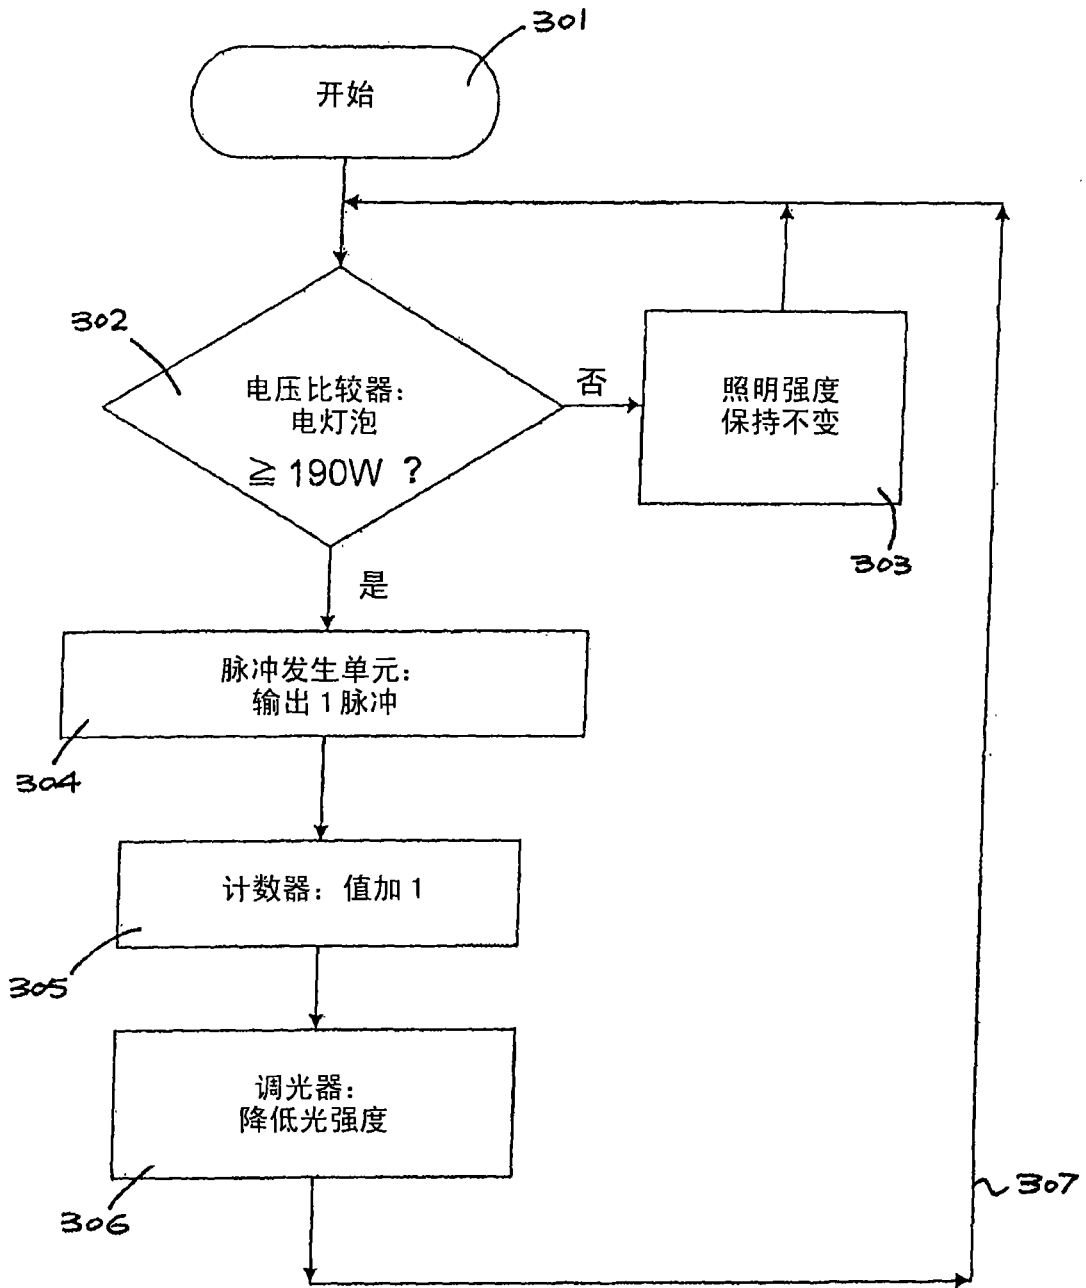 301
开始
302
电压比较器：
电灯泡
≧ 190W ？
否
照明强度
保持不变
303
是
脉冲发生单元：
输出 1 脉冲
304
计数器：值加 1
305
调光器：
降低光强度
306
307